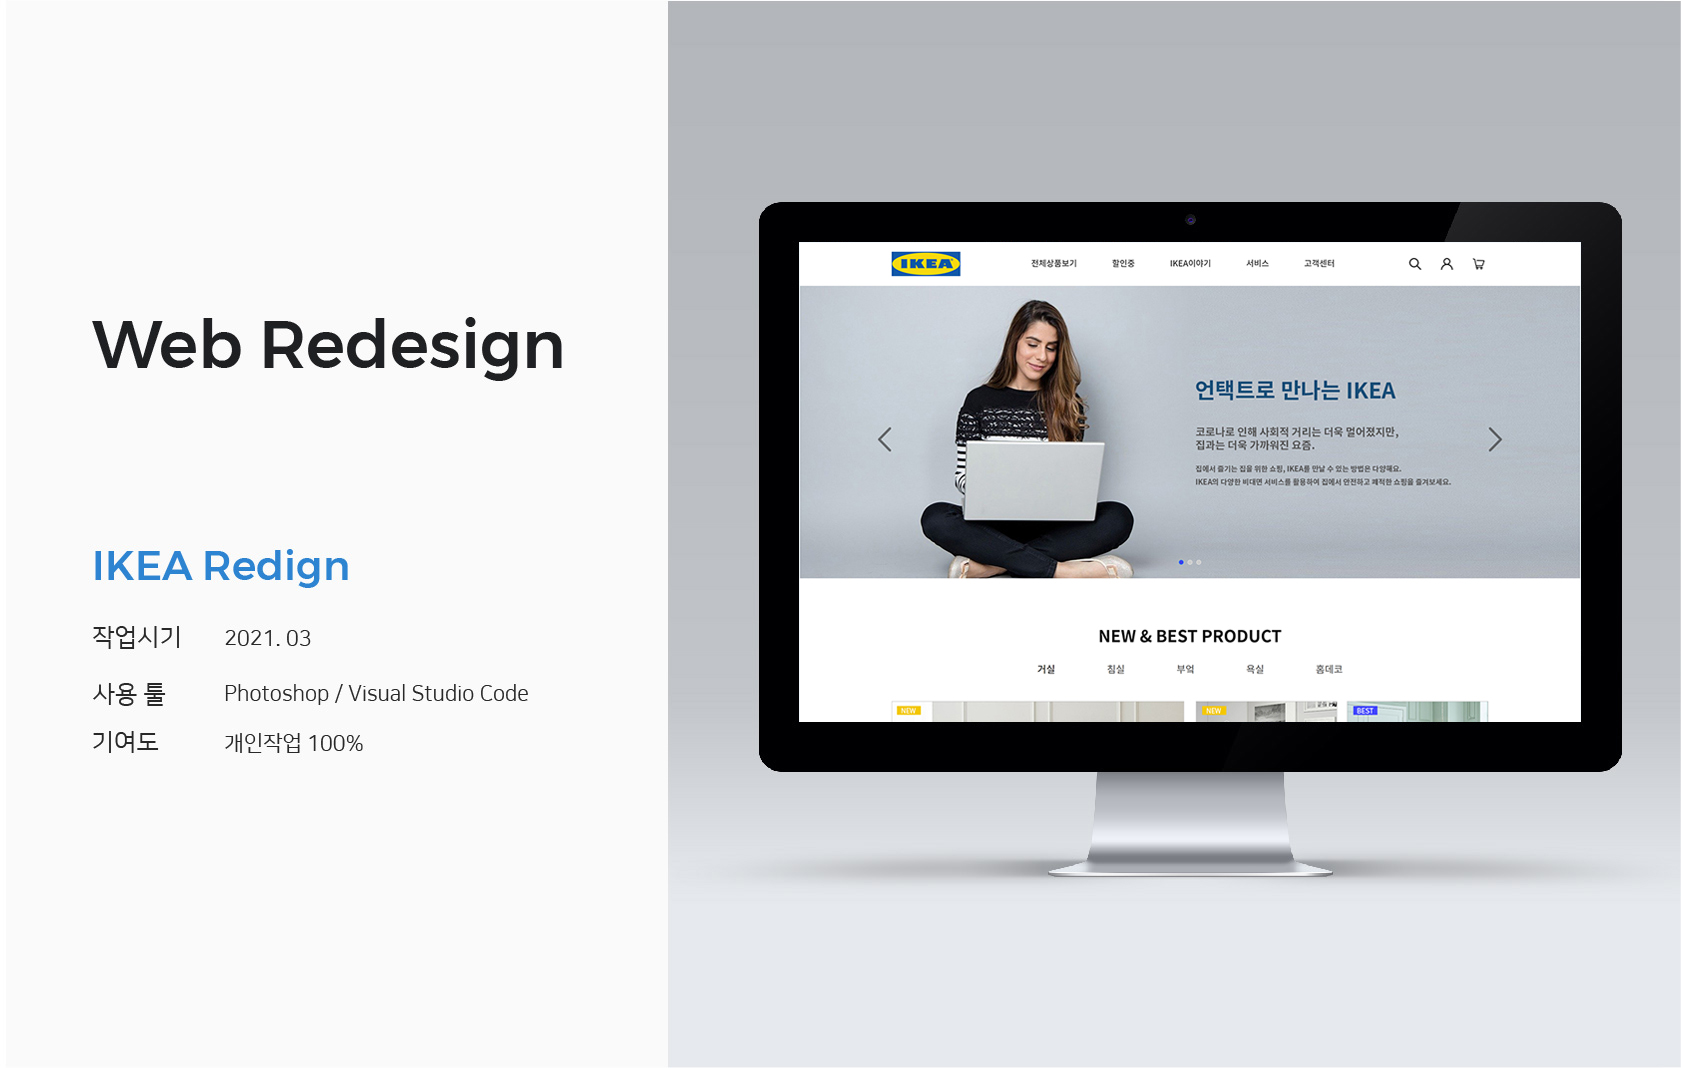 Web Redesign
IKEA Redign
작업시기 2021. 03
사용 툴 Photoshop / Visual Studio Code
기여도 개인작업 100%
IKEA
전체상품보기 할인중 IKEA이야기 서비스 고객센터
언택트로 만나는 IKEA
코로나로 인해 사회적 거리는 더욱 멀어졌지만,
집과는 더욱 가까워진 요즘.
집에서 즐기는 집을 위한 쇼핑, IKEA를 만날 수 있는 방법은 다양해요.
IKEA의 다양한 비대면 서비스를 활용하여 집에서 안전하고 쾌적한 쇼핑을 즐겨보세요.
NEW & BEST PRODUCT
거실 침실 부엌 욕실 홈데코
NEW NEW BEST